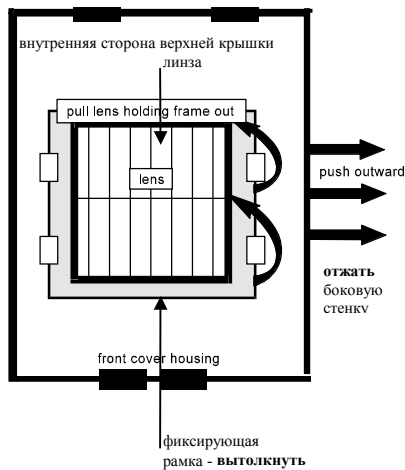 внутренняя сторона верхней крышки
линза
pull lens holding frame out
lens
push outward
отжать
боковую
стенку
front cover housing
фиксирующая
рамка - вытолкнуть